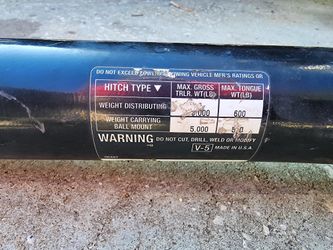 DO NOT EXCEED TOWING VEHICLE MFR'S RATINGS OR
HITCH TYPE ▼ MAX. GROSS TRLR. WT(LB) MAX. TONGUE WT(LB)
WEIGHT DISTRIBUTING 600
WEIGHT CARRYING BALL MOUNT 5,000
WARNING DO NOT CUT, DRILL, WELD OR MODIFY
V-5 MADE IN U.S.A.